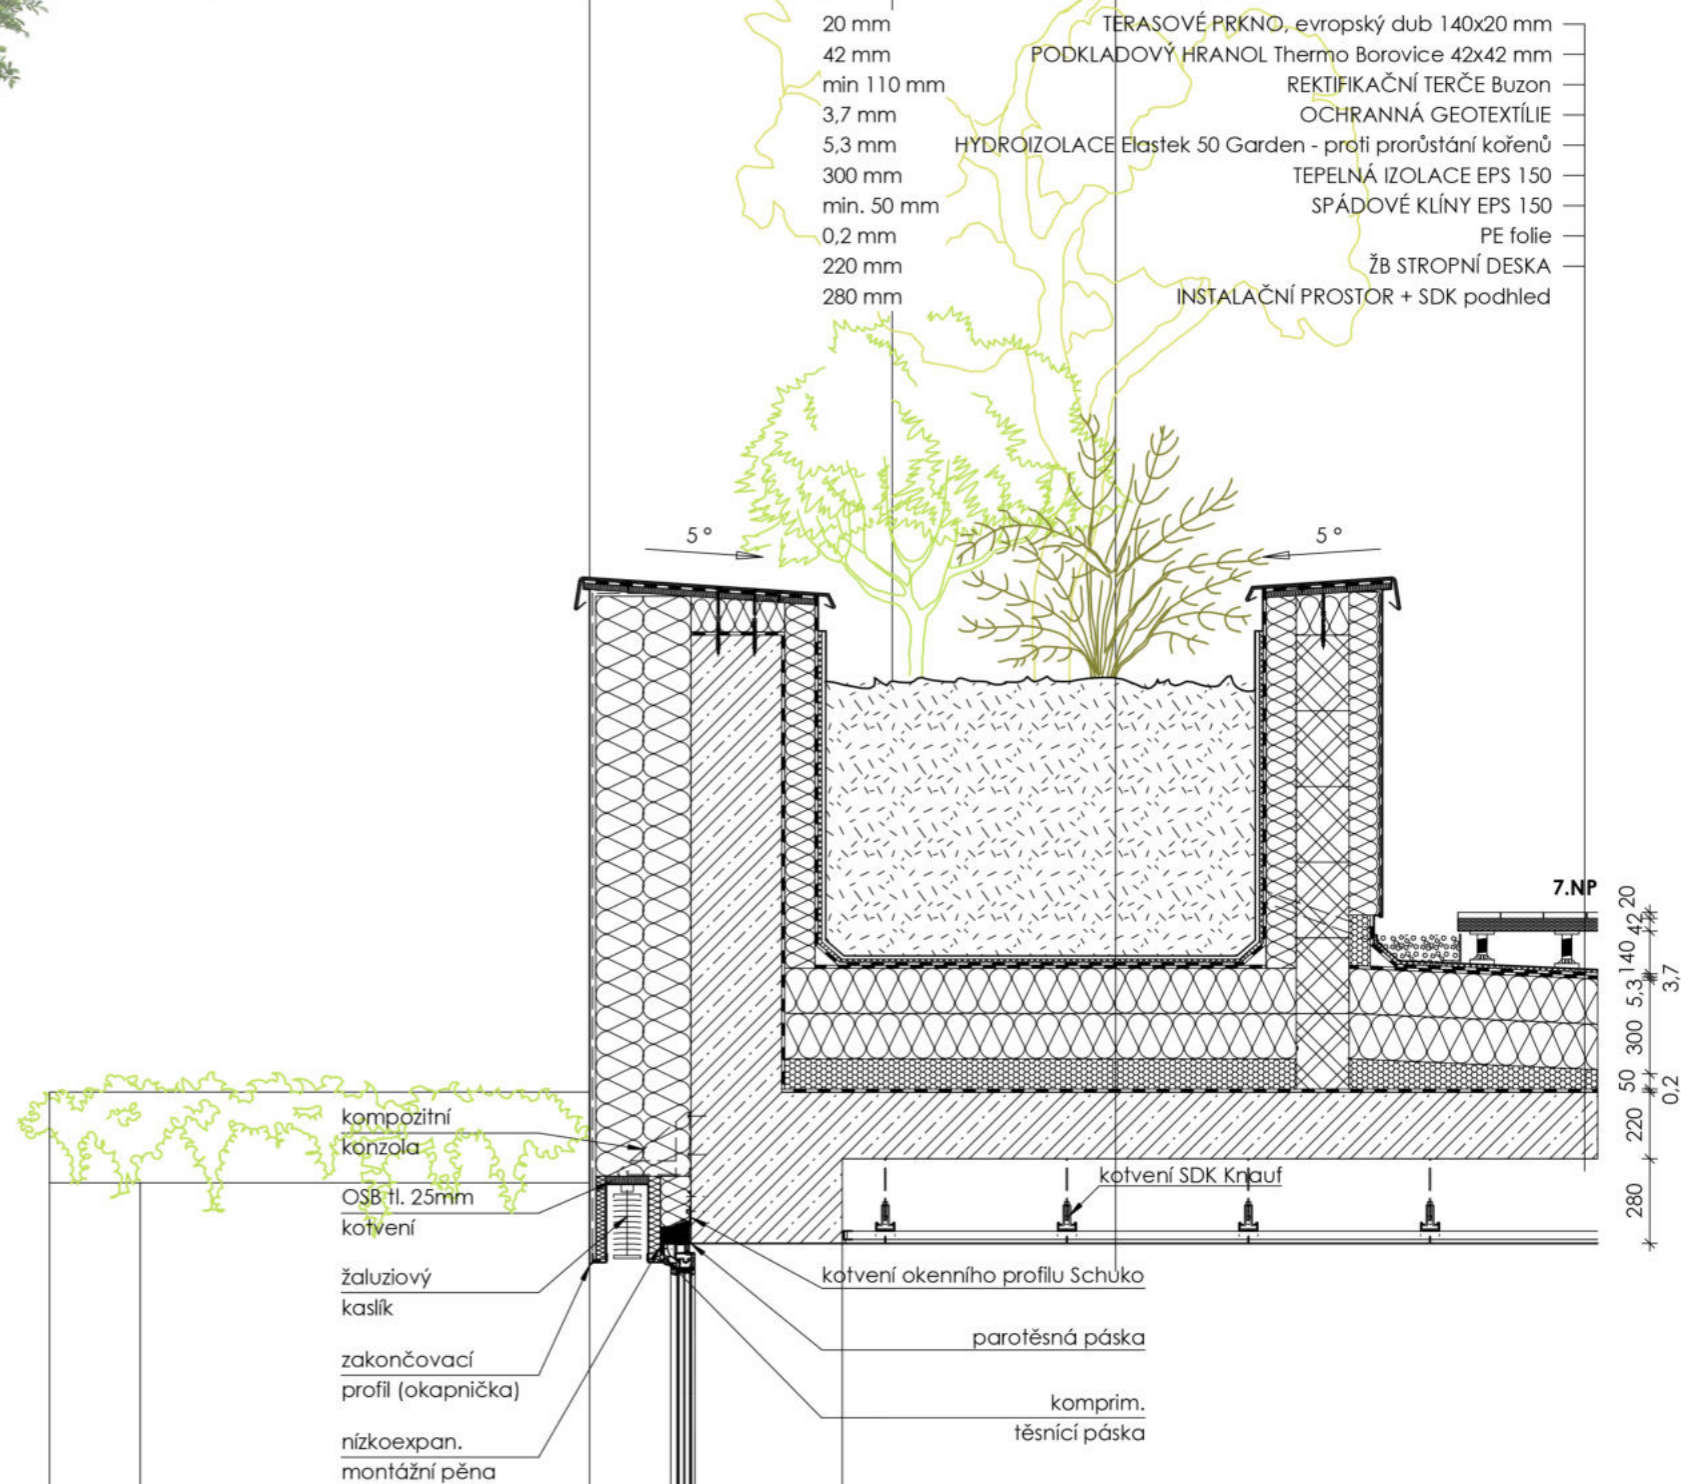 20 mm TERASOVÉ PRKNO, evropský dub 140x20 mm
42 mm PODKLADOVÝ HRANOL Thermo Borovice 42x42 mm
min 110 mm REKTIFIKAČNÍ TERČE Buzon
3,7 mm OCHRANNÁ GEOTEXTÍLIE
5,3 mm HYDROIZOLACE Elastek 50 Garden - proti prorůstání kořenů
300 mm TEPELNÁ IZOLACE EPS 150
min. 50 mm SPÁDOVÉ KLÍNY EPS 150
0,2 mm PE folie
220 mm ŽB STROPNÍ DESKA
280 mm INSTALAČNÍ PROSTOR + SDK podhled
5 °
5 °
7.NP
20
42
140
5,3
3,7
300
50
0,2
220
280
kompozitní
konzola
OSB tl. 25mm
kotvení
žaluziový
kaslík
zakončovací
profil (okapnička)
nízkoexpan.
montážní pěna
kotvení SDK Knauf
kotvení okenního profilu Schuko
parotěsná páska
komprim.
těsnící páska